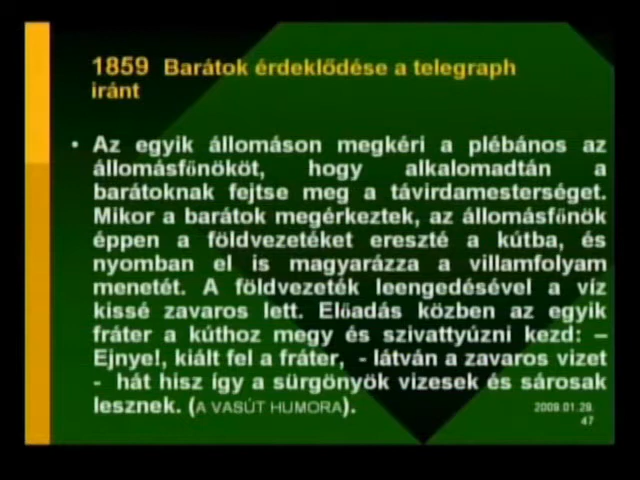 1859 Barátok érdeklődése a telegraph
iránt
• Az egyik állomáson megkéri a plébános az
állomásfőnököt, hogy alkalomadtán a
barátoknak fejtse meg a távirdamesterséget.
Mikor a barátok megérkeztek, az állomásfőnök
éppen a földvezetéket ereszté a kútba, és
nyomban el is magyarázza a villamfolyam
menetét. A földvezeték leengedésével a víz
kissé zavaros lett. Előadás közben az egyik
fráter a kúthoz megy és szivattyúzni kezd: –
Ejnye!, kiált fel a fráter, - látván a zavaros vizet
- hát hisz így a sürgönyök vizesek és sárosak
lesznek. (A VASÚT HUMORA).
2009.01.29.
47